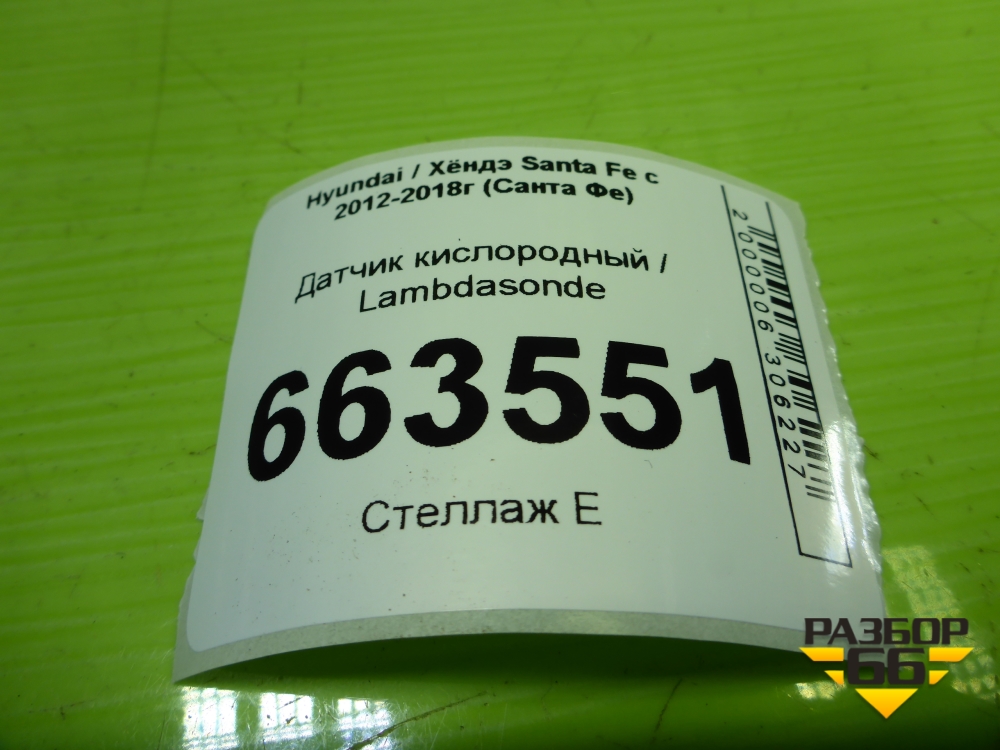 Hyundai / Хёндэ Santa Fe с
2012-2018г (Санта Фе)
Датчик кислородный /
Lambdasonde
663551
Стеллаж Е
2000006306227
РАЗБОР
66